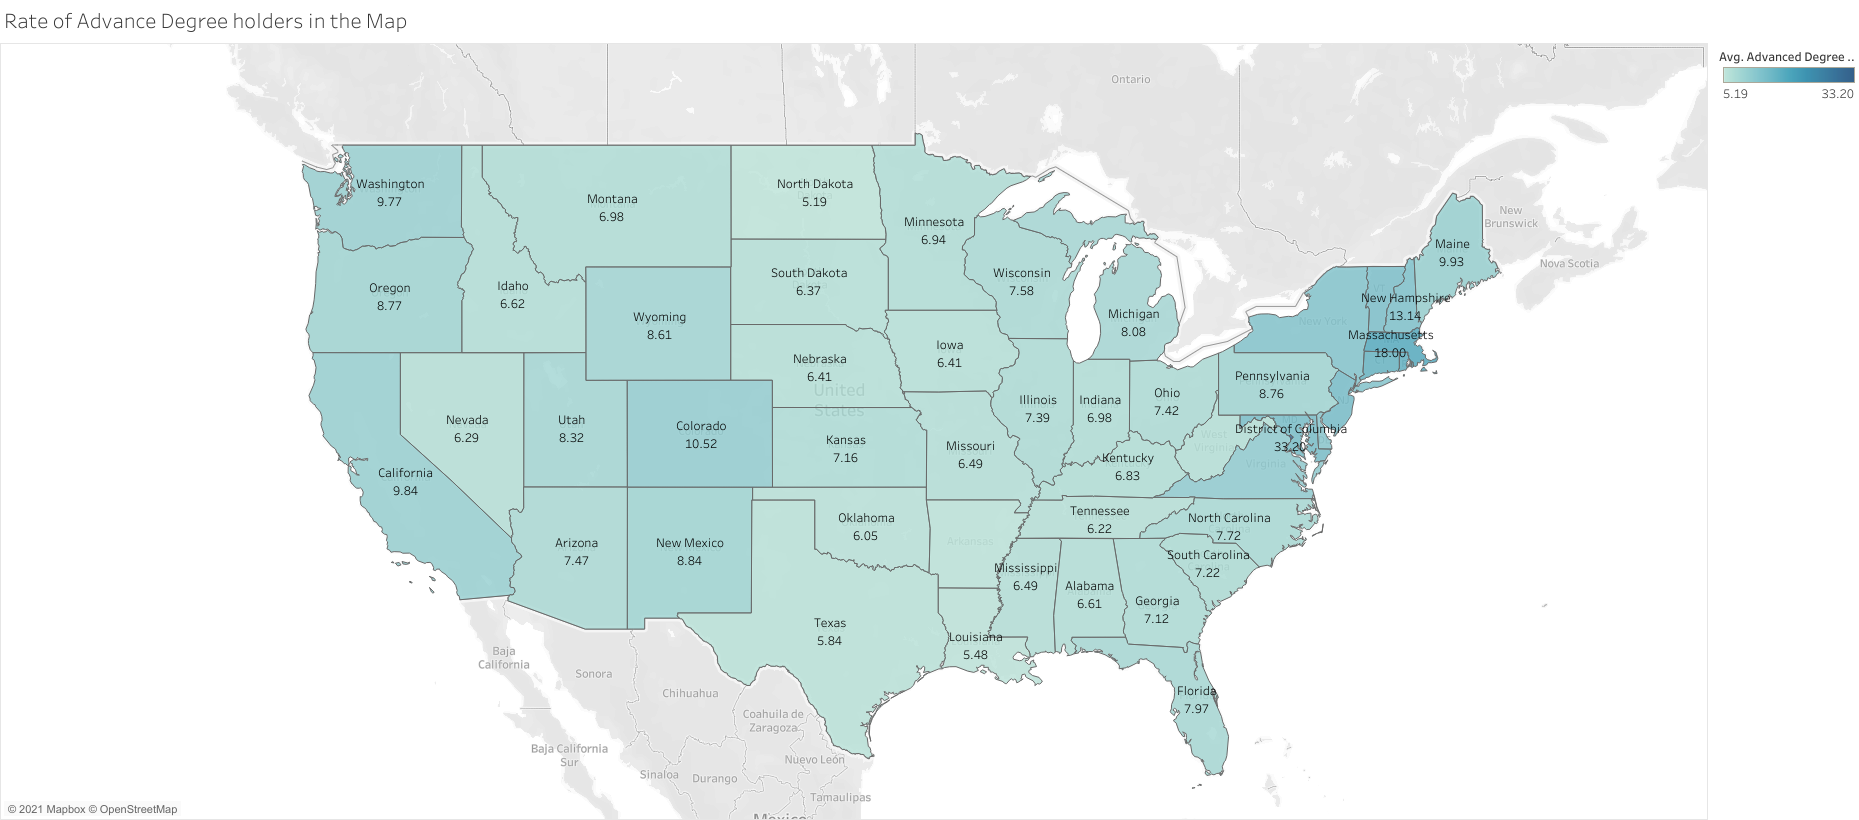 Rate of Advance Degree holders in the Map
Avg. Advanced Degree ..
5.19 33.20
Ontario
Washington
9.77
Montana
6.98
North Dakota
5.19
Minnesota
6.94
New
Brunswick
Maine
9.93
Nova Scotia
Oregon
8.77
Idaho
6.62
South Dakota
6.37
Wisconsin
7.58
Wyoming
8.61
Michigan
8.08
New Hampshire
13.14
New York
Massachusetts
18.00
Iowa
6.41
Nebraska
6.41
United
States
Pennsylvania
8.76
Illinois
7.39
Indiana
6.98
Ohio
7.42
Nevada
6.29
Utah
8.32
Colorado
10.52
Kansas
7.16
Missouri
6.49
West
Virginia
District of Columbia
33.20
Virginia
Kentucky
6.83
California
9.84
Oklahoma
6.05
Arkansas
Tennessee
6.22
North Carolina
7.72
Arizona
7.47
New Mexico
8.84
South Carolina
7.22
Mississippi
6.49
Alabama
6.61
Georgia
7.12
Texas
5.84
Louisiana
5.48
Florida
7.97
Baja
California
Sonora
Chihuahua
Coahuila de
Zaragoza
Baja California
Sur
Sinaloa
Durango
Nuevo León
Tamaulipas
México
© 2021 Mapbox © OpenStreetMap